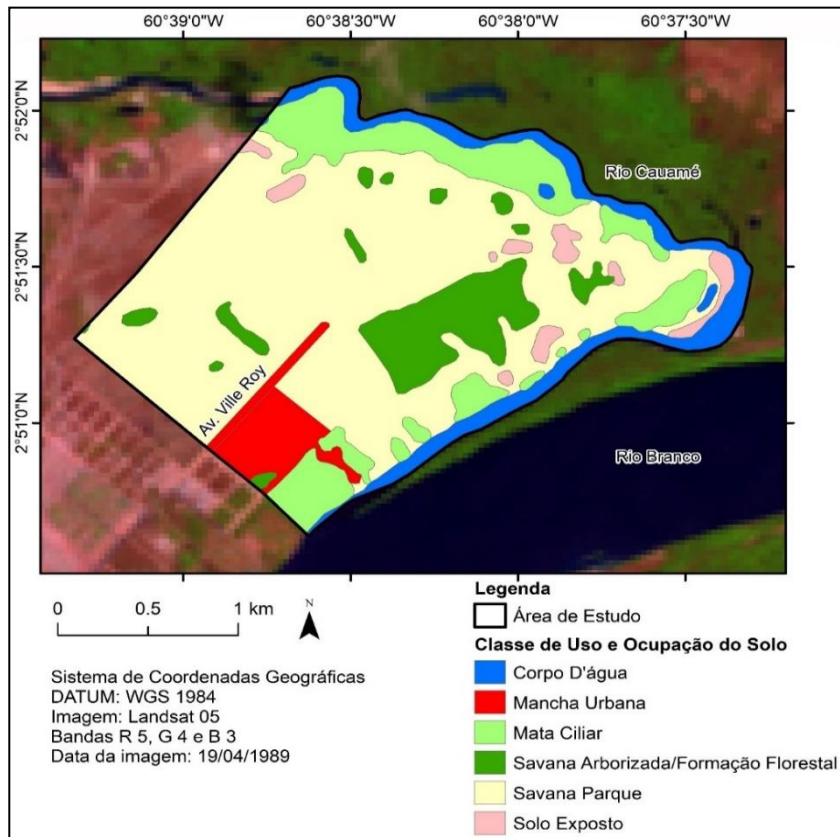 60°39'0"W
60°38'30"W
60°38'0"W
60°37'30"W
2°52'0"N
2°51'30"N
2°51'0"N
Rio Cauamé
Av. Ville Roy
Rio Branco
0 0.5 1 km
N
Sistema de Coordenadas Geográficas
DATUM: WGS 1984
Imagem: Landsat 05
Bandas R 5, G 4 e B 3
Data da imagem: 19/04/1989
Legenda
Área de Estudo
Classe de Uso e Ocupação do Solo
Corpo D'água
Mancha Urbana
Mata Ciliar
Savana Arborizada/Formação Florestal
Savana Parque
Solo Exposto